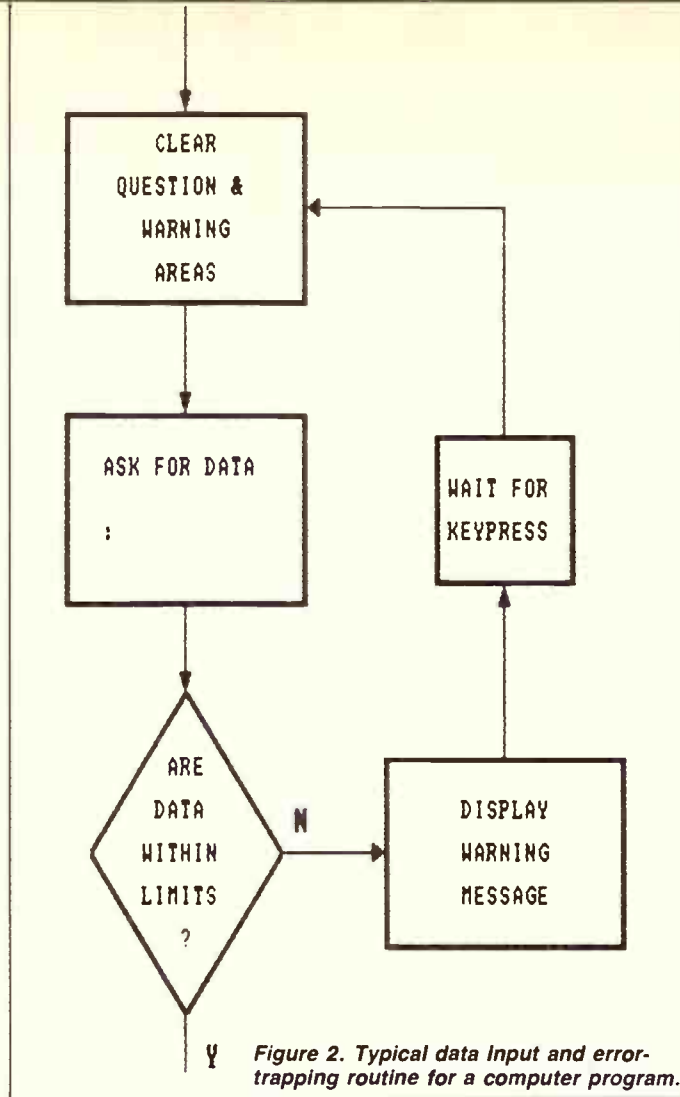 CLEAR
QUESTION &
WARNING
AREAS
ASK FOR DATA
:
WAIT FOR
KEYPRESS
ARE
DATA
WITHIN
LIMITS
?
N
DISPLAY
WARNING
MESSAGE
Y
Figure 2. Typical data Input and error-
trapping routine for a computer program.